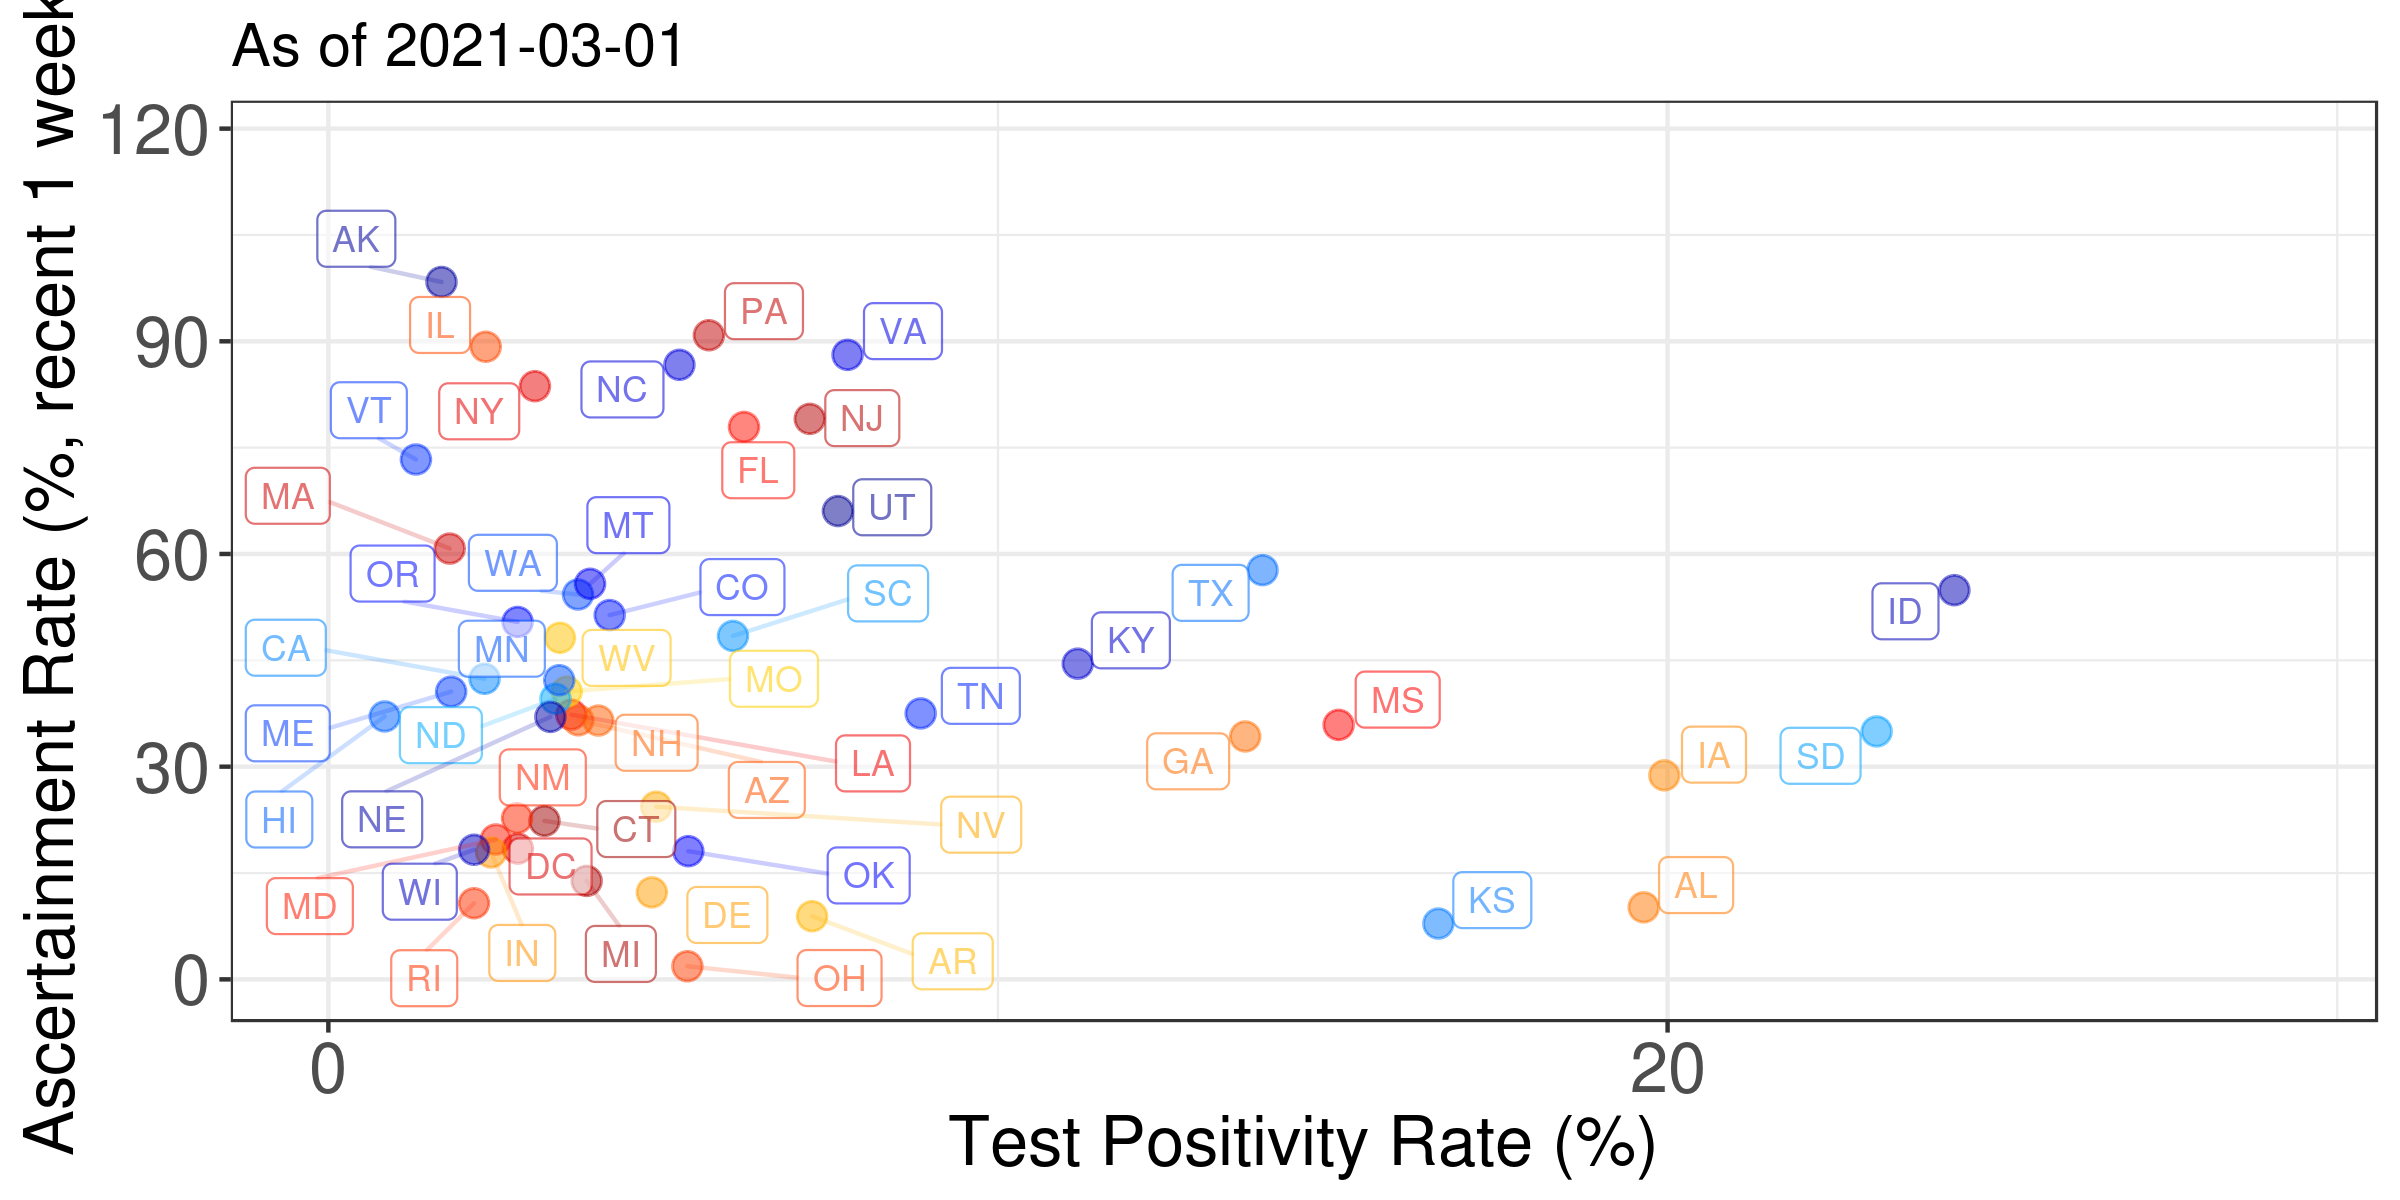 As of 2021-03-01
Ascertainment Rate (%, recent 1 week
120
90
60
30
0
AK
IL
PA
VA
NC
VT
NY
NJ
FL
MA
UT
MT
OR
WA
CO
SC
TX
ID
CA
MN
WV
KY
MO
TN
MS
ME
ND
NH
LA
GA
IA
SD
NM
AZ
HI
NE
CT
NV
DC
OK
MD
WI
DE
KS
AL
IN
MI
AR
RI
OH
0
20
Test Positivity Rate (%)